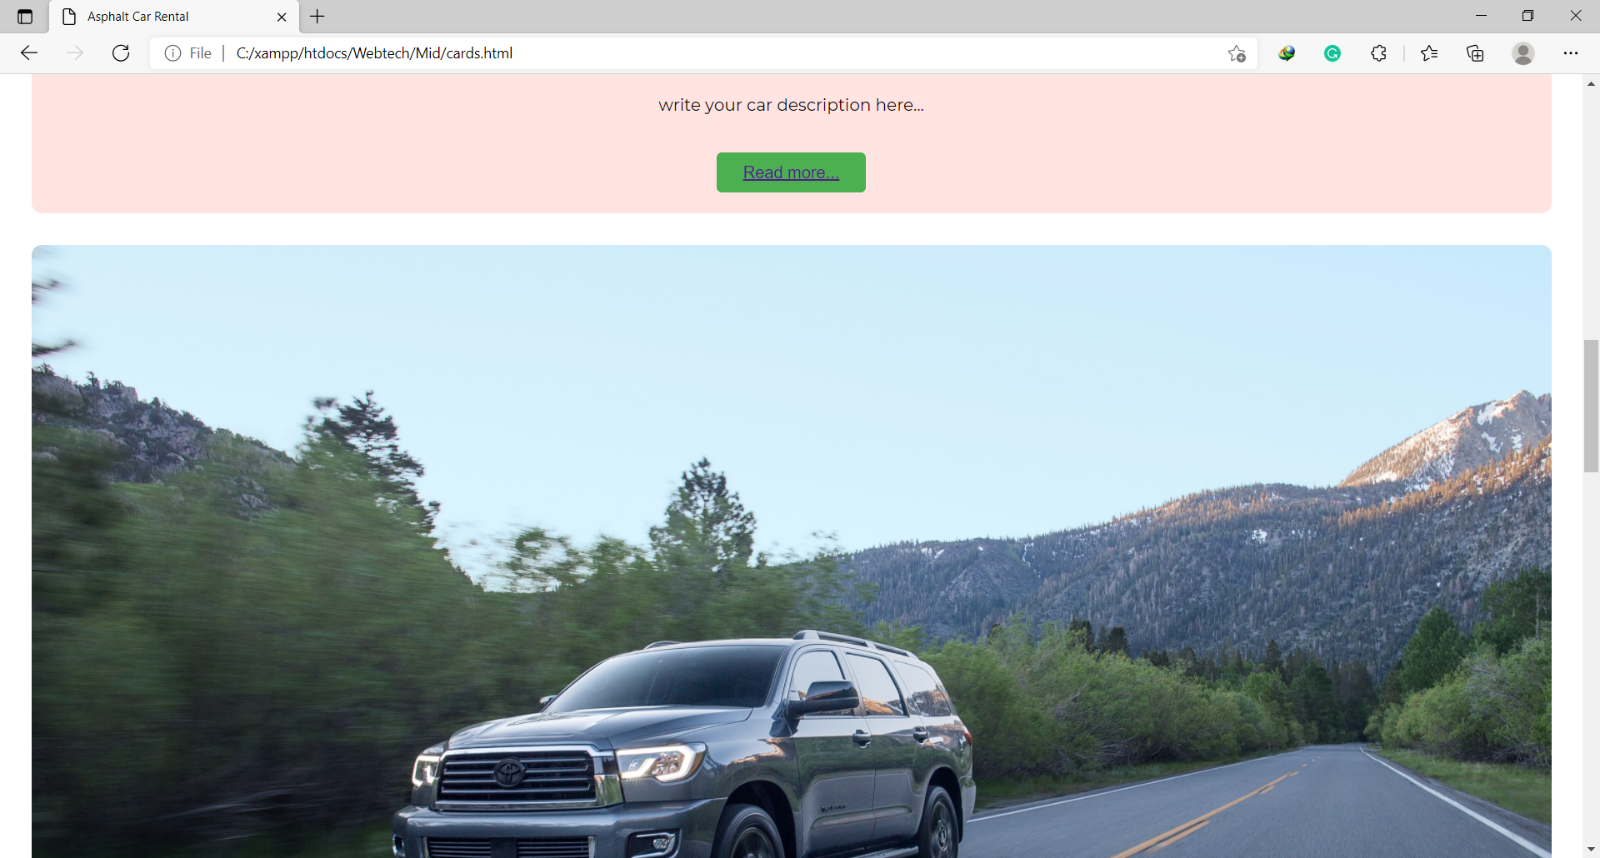 Asphalt Car Rental
File | C:/xampp/htdocs/Webtech/Mid/cards.html
write your car description here...
Read more...